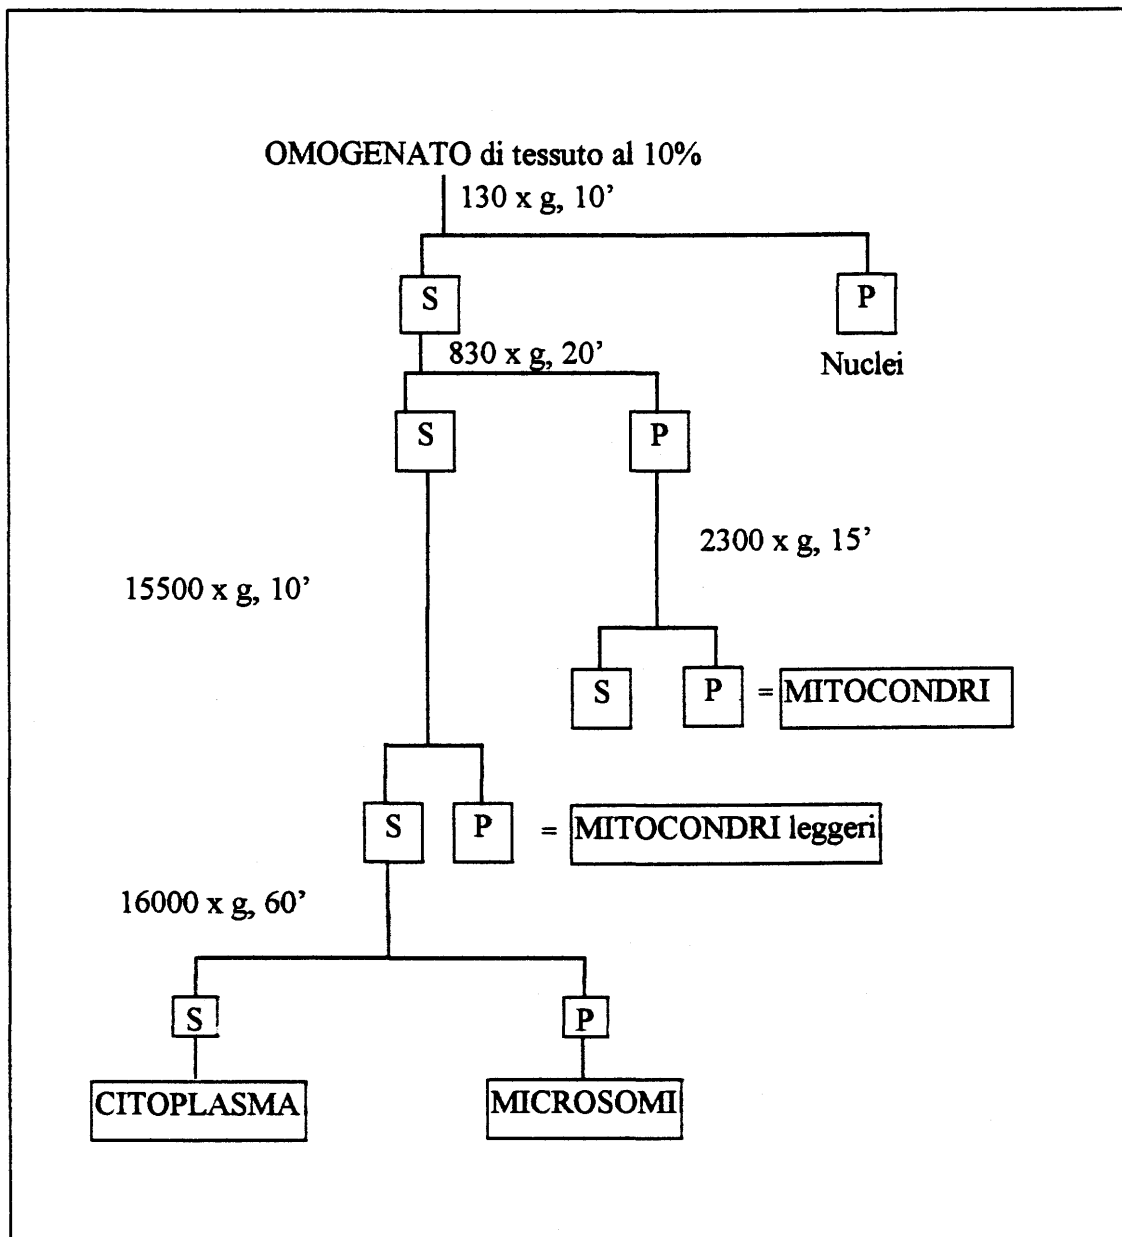 OMOGENATO di tessuto al 10%
130 x g, 10’
S
P
Nuclei
830 x g, 20’
S
P
2300 x g, 15’
15500 x g, 10’
S
P
= MITOCONDRI
S
P
= MITOCONDRI leggeri
16000 x g, 60’
S
P
CITOPLASMA
MICROSOMI